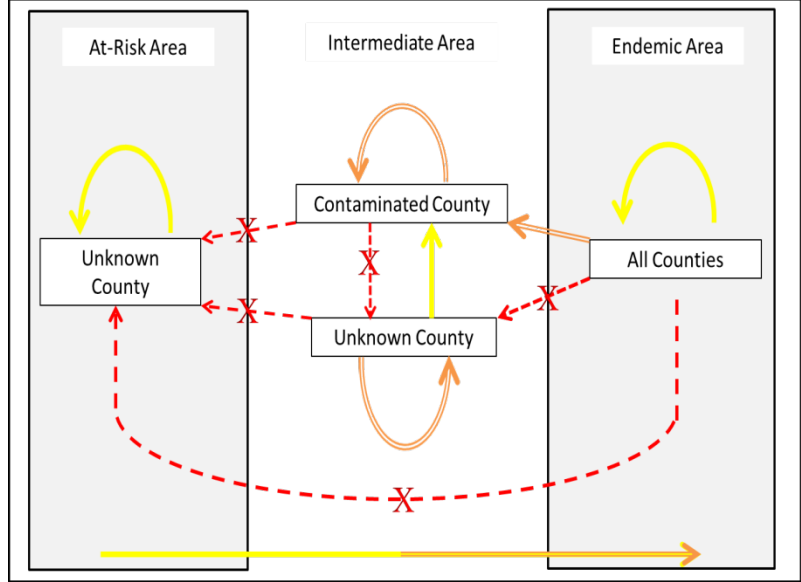 At-Risk Area
Intermediate Area
Endemic Area
Contaminated County
X
Unknown
County
X
All Counties
X
X
Unknown County
X